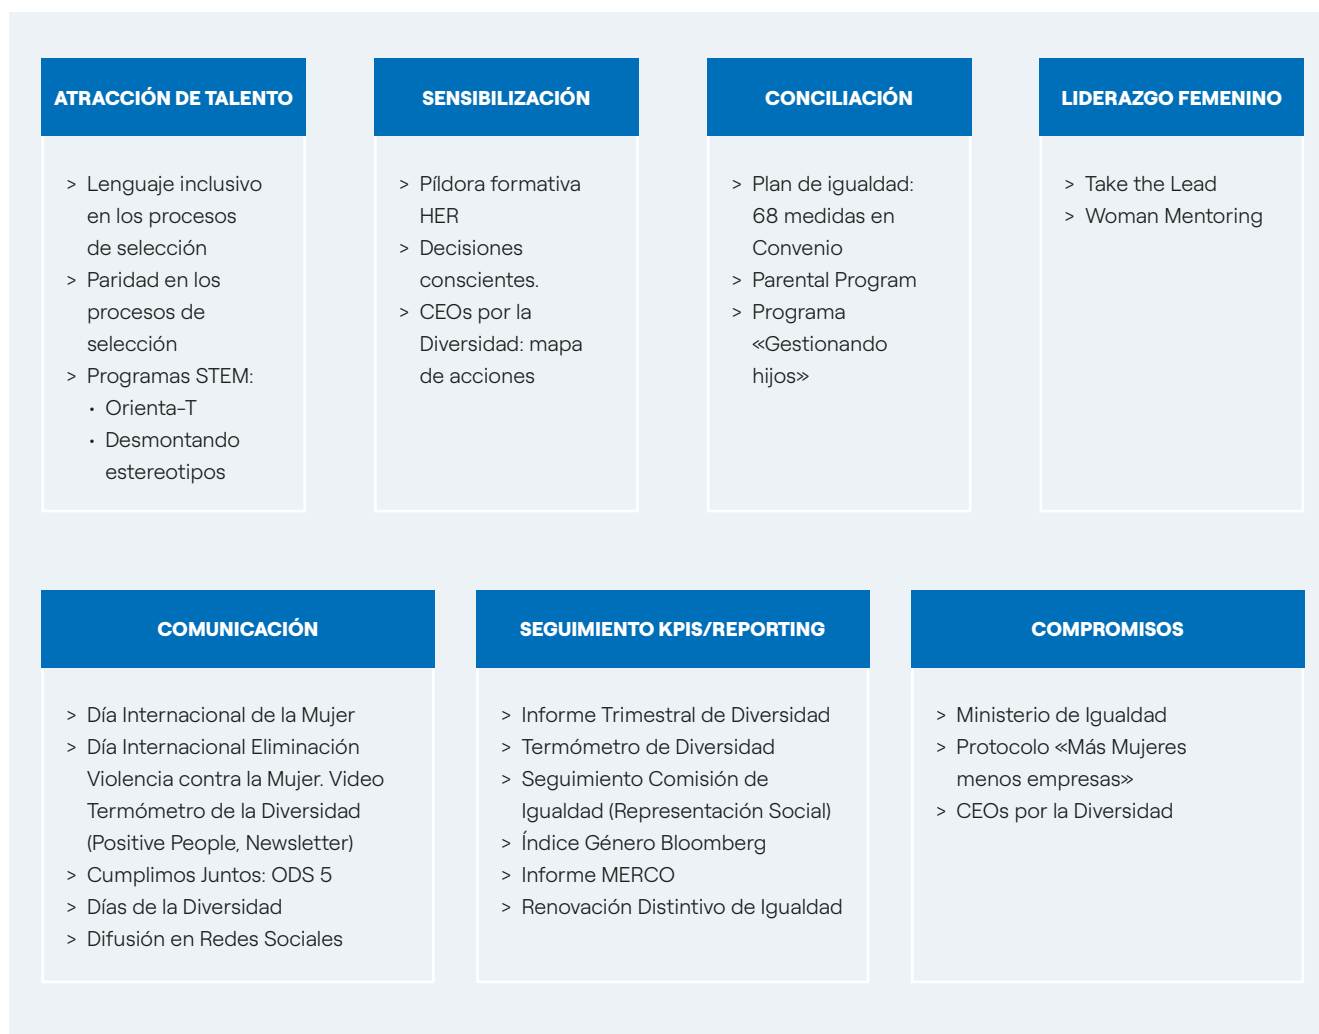 ATRACCIÓN DE TALENTO
> Lenguaje inclusivo
en los procesos
de selección
> Paridad en los
procesos de
selección
> Programas STEM:
• Orienta-T
• Desmontando
estereotipos
SENSIBILIZACIÓN
> Píldora formativa
HER
> Decisiones
conscientes.
> CEOs por la
Diversidad: mapa
de acciones
CONCILIACIÓN
> Plan de igualdad:
68 medidas en
Convenio
> Parental Program
> Programa
«Gestionando
hijos»
LIDERAZGO FEMENINO
> Take the Lead
> Woman Mentoring
COMUNICACIÓN
> Día Internacional de la Mujer
> Día Internacional Eliminación
Violencia contra la Mujer. Video
Termómetro de la Diversidad
(Positive People, Newsletter)
> Cumplimos Juntos: ODS 5
> Días de la Diversidad
> Difusión en Redes Sociales
SEGUIMIENTO KPIS/REPORTING
> Informe Trimestral de Diversidad
> Termómetro de Diversidad
> Seguimiento Comisión de
Igualdad (Representación Social)
> Índice Género Bloomberg
> Informe MERCO
> Renovación Distintivo de Igualdad
COMPROMISOS
> Ministerio de Igualdad
> Protocolo «Más Mujeres
menos empresas»
> CEOs por la Diversidad